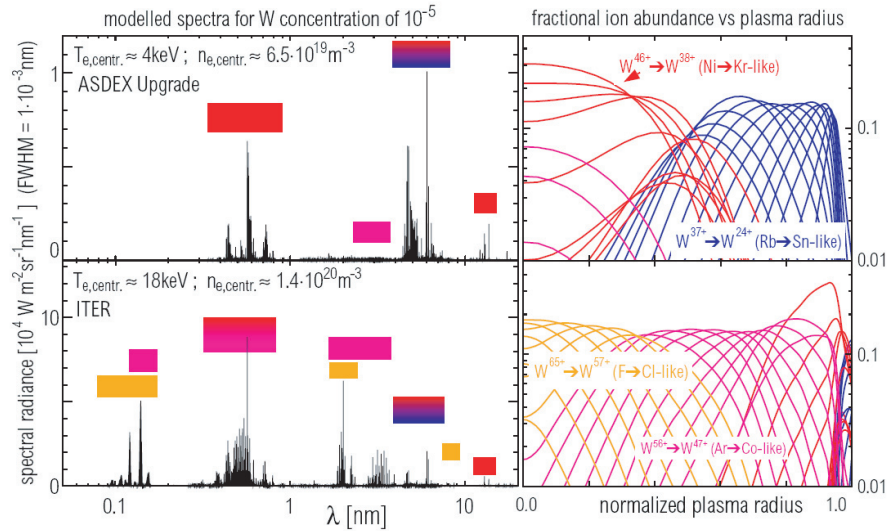 modelled spectra for W concentration of 10⁻⁵
fractional ion abundance vs plasma radius
Tₑ,centr. ≈ 4keV ; nₑ,centr. ≈ 6.5·10¹⁹m⁻³
ASDEX Upgrade
W⁴⁶⁺→W³⁸⁺ (Ni→Kr-like)
W³⁷⁺→W²⁴⁺ (Rb→Sn-like)
1
0
0.1
0.01
spectral radiance [10⁴ W m⁻²sr⁻¹nm⁻¹] (FWHM = 1·10⁻³nm)
Tₑ,centr. ≈ 18keV ; nₑ,centr. ≈ 1.4·10²⁰m⁻³
ITER
W⁶⁵⁺→W⁵⁷⁺ (F→Cl-like)
W⁵⁶⁺→W⁴⁷⁺ (Ar→Co-like)
10
0
0.1
0.01
0.1 1 10
λ [nm]
0.0 normalized plasma radius 1.0